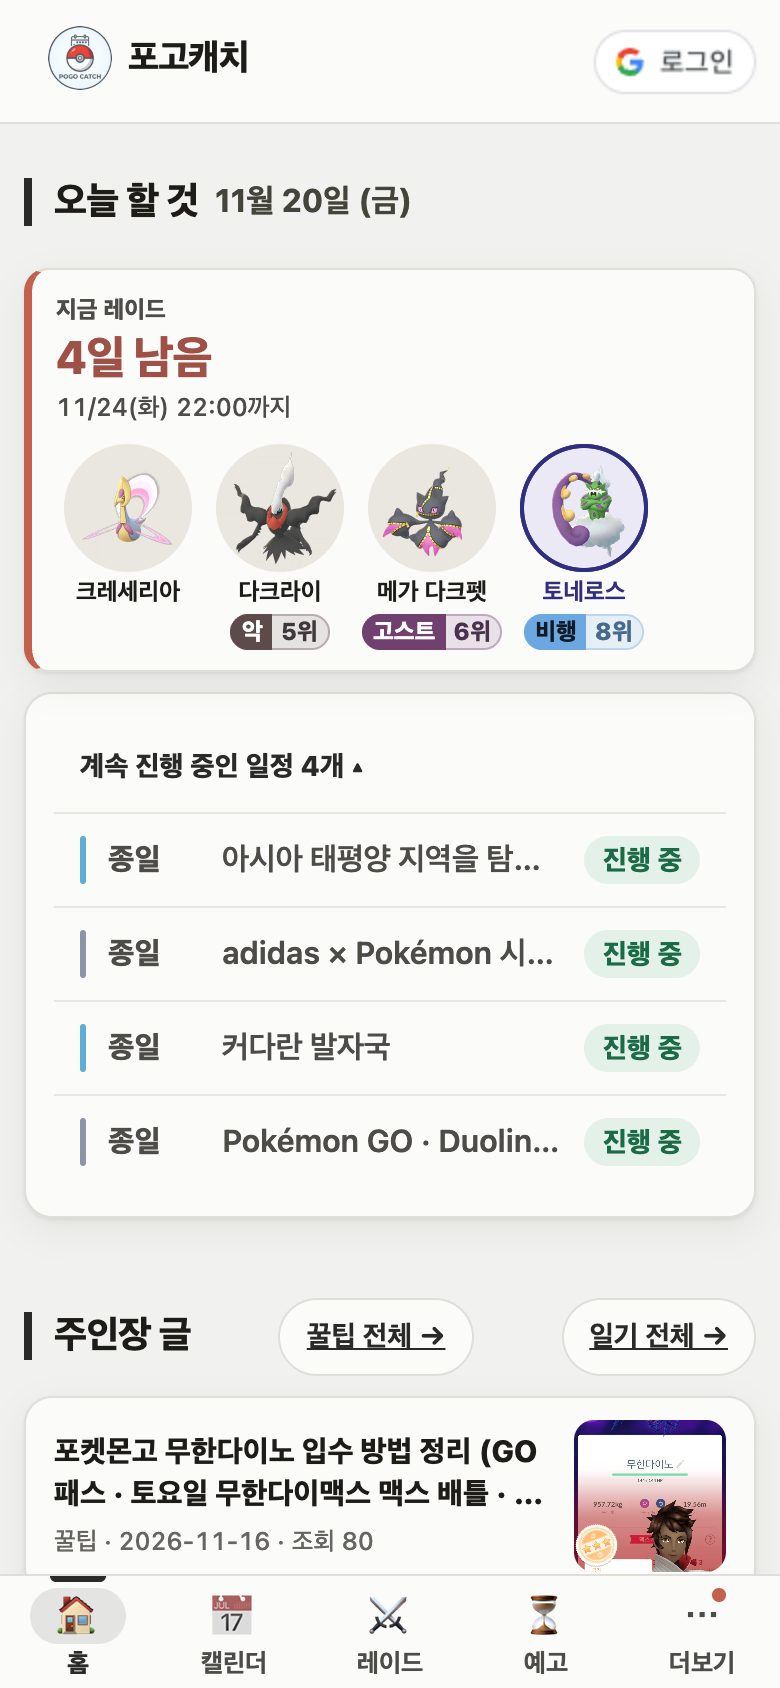 POGO CATCH
포고캐치
로그인
오늘 할 것 11월 20일 (금)
지금 레이드
4일 남음
11/24(화) 22:00까지
크레세리아
다크라이
메가 다크펫
토네로스
악 5위
고스트 6위
비행 8위
계속 진행 중인 일정 4개 ▴
종일 아시아 태평양 지역을 탐... 진행 중
종일 adidas × Pokémon 시... 진행 중
종일 커다란 발자국 진행 중
종일 Pokémon GO · Duolin... 진행 중
주인장 글
꿀팁 전체 →
일기 전체 →
포켓몬고 무한다이노 입수 방법 정리 (GO
패스 · 토요일 무한다이맥스 맥스 배틀 · ...
꿀팁 · 2026-11-16 · 조회 80
무한다이노
957.72kg
19.56m
JUL
17
홈
캘린더
레이드
예고
더보기